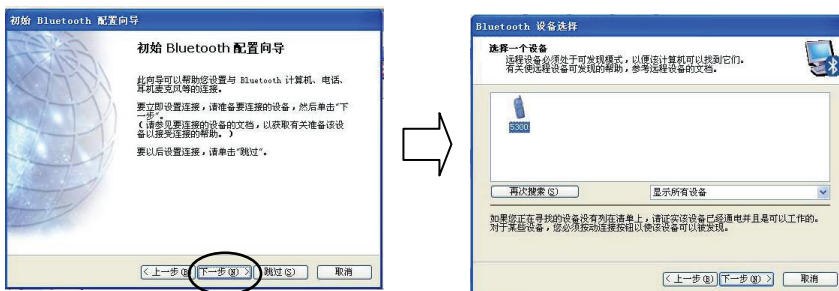 初始 Bluetooth 配置向导
初始 Bluetooth 配置向导
此向导可以帮助您设置与 Bluetooth 计算机、电话、
耳机麦克风等的连接。
要立即设置连接，请准备要连接的设备，然后单击“下
一步”。
（请参见要连接的设备的文档，以获取有关准备该设
备以接受连接的帮助。）
要以后设置连接，请单击“跳过”。
< 上一步(B) 下一步(N) > 跳过(S) 取消
Bluetooth 设备选择
选择一个设备
远程设备必须处于可发现模式，以便该计算机可以找到它们。
有关使远程设备可发现的帮助，参考远程设备的文档。
5300
再次搜索(S) 显示所有设备
如果您正在寻找的设备没有列在清单上，请证实该设备已经通电并且是可以工作的。
对于某些设备，您必须按动连接按钮以使该设备可以被发现。
< 上一步(B) 下一步(N) > 取消